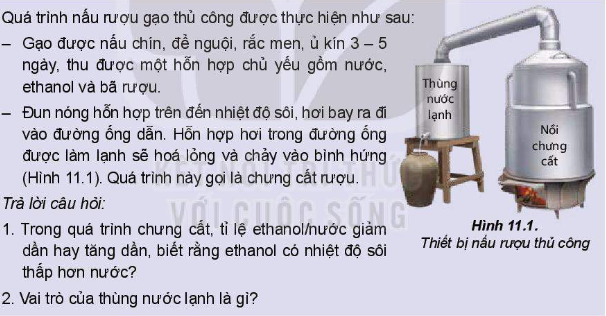 Quá trình nấu rượu gạo thủ công được thực hiện như sau:
– Gạo được nấu chín, để nguội, rắc men, ủ kín 3 – 5
ngày, thu được một hỗn hợp chủ yếu gồm nước,
ethanol và bã rượu.
– Đun nóng hỗn hợp trên đến nhiệt độ sôi, hơi bay ra đi
vào đường ống dẫn. Hỗn hợp hơi trong đường ống
được làm lạnh sẽ hoá lỏng và chảy vào bình hứng
(Hình 11.1). Quá trình này gọi là chưng cất rượu.
Trả lời câu hỏi:
1. Trong quá trình chưng cất, tỉ lệ ethanol/nước giảm
dần hay tăng dần, biết rằng ethanol có nhiệt độ sôi
thấp hơn nước?
2. Vai trò của thùng nước lạnh là gì?
Thùng
nước
lạnh
Nồi
chưng
cất
Hình 11.1.
Thiết bị nấu rượu thủ công
KẾT NỐI TRI THỨC
VỚI CUỘC SỐNG